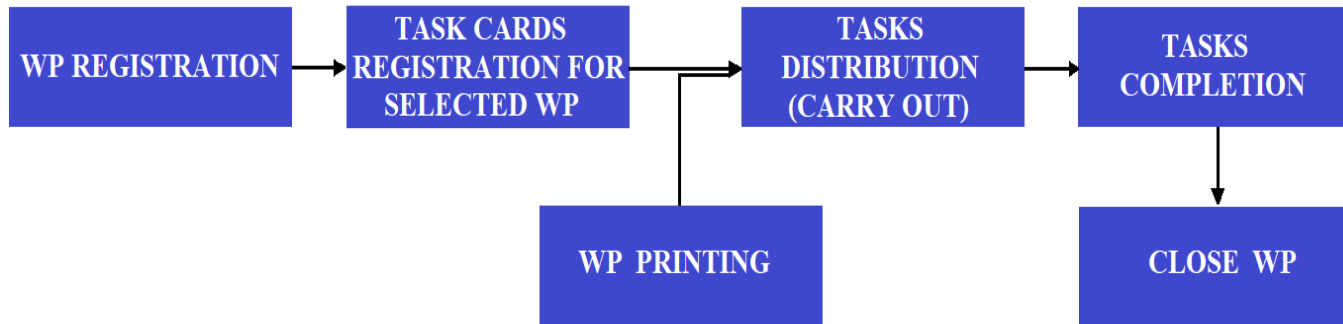 WP REGISTRATION
TASK CARDS
REGISTRATION FOR
SELECTED WP
TASKS
DISTRIBUTION
(CARRY OUT)
TASKS
COMPLETION
WP PRINTING
CLOSE WP